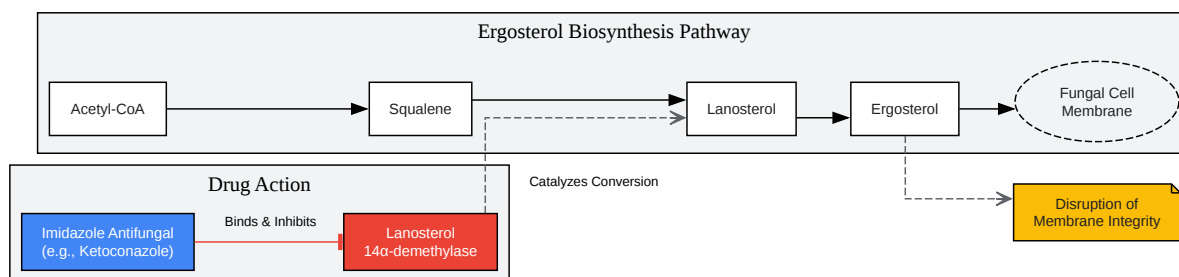 Ergosterol Biosynthesis Pathway
Acetyl-CoA
Squalene
Lanosterol
Ergosterol
Fungal Cell
Membrane
Drug Action
Catalyzes Conversion
Imidazole Antifungal
(e.g., Ketoconazole)
Binds & Inhibits
Lanosterol
14α-demethylase
Disruption of
Membrane Integrity